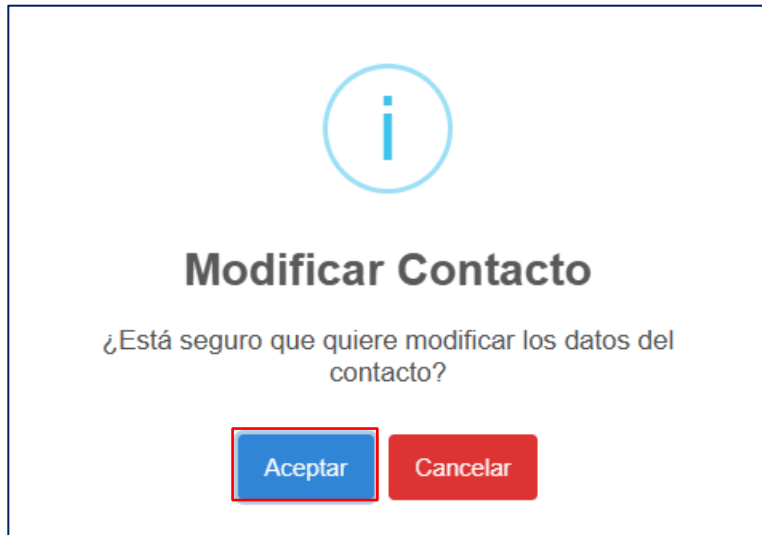 i
Modificar Contacto
¿Está seguro que quiere modificar los datos del
contacto?
Aceptar
Cancelar